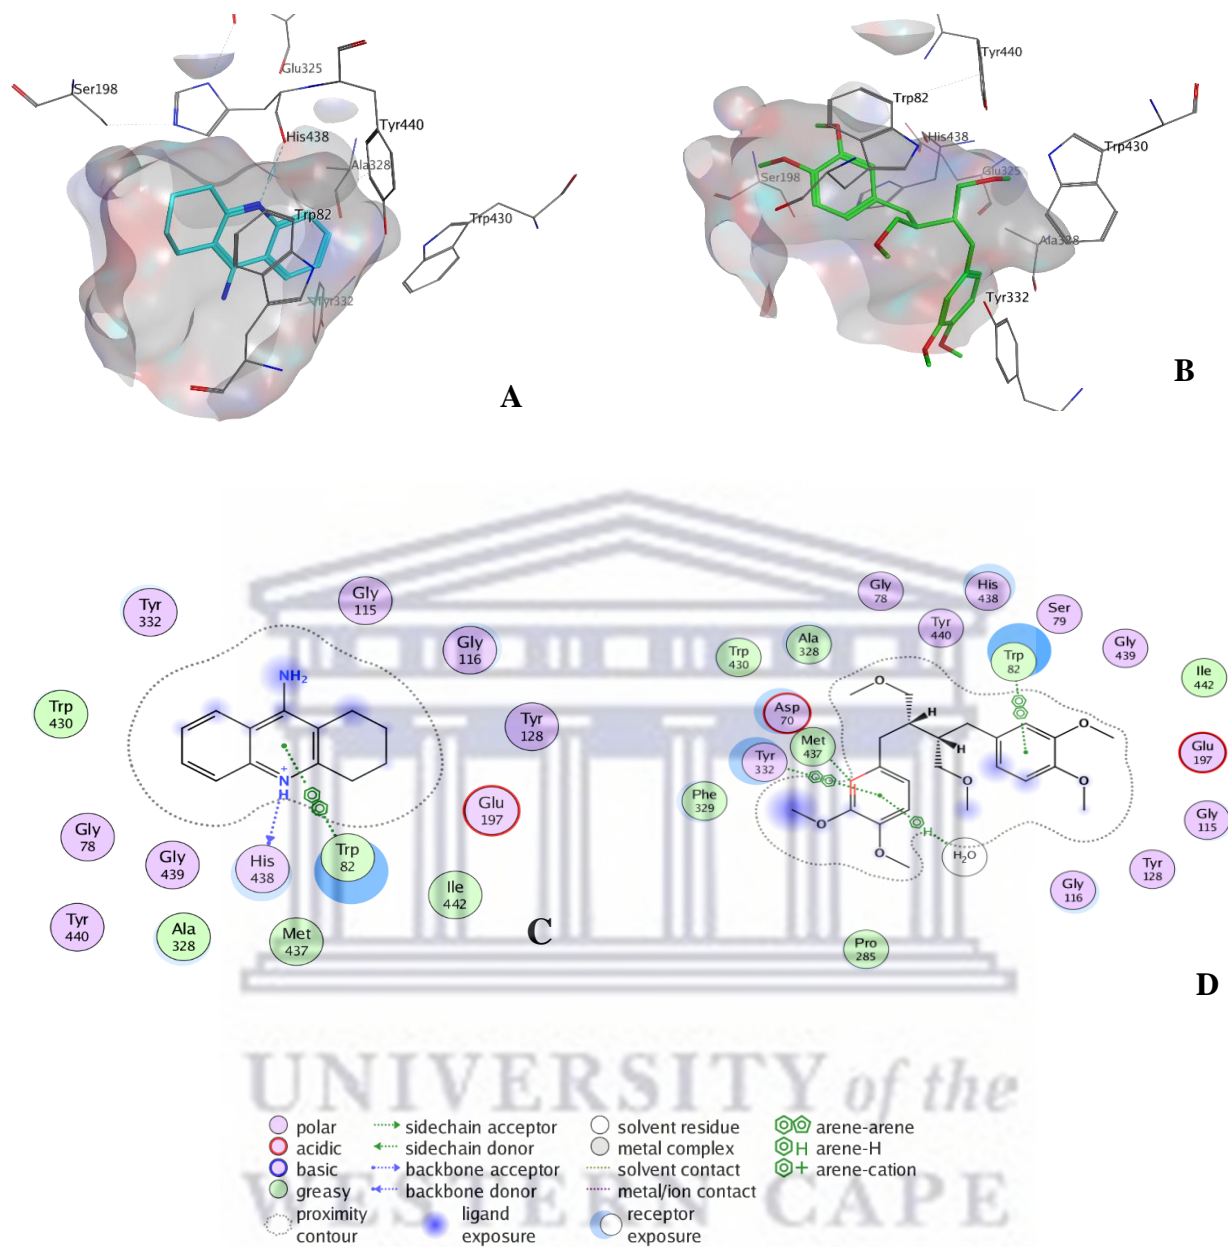 Glu325
Ser198
His438
Tyr440
Ala328
Trp82
Trp430
Tyr332
A
Tyr440
Trp82
His438
Trp430
Ser198
Glu325
Ala328
Tyr332
B
Tyr
332
Gly
115
Gly
116
NH2
Trp
430
Tyr
128
+
N
H
Glu
197
Gly
78
Gly
439
His
438
Trp
82
Ile
442
Tyr
440
Ala
328
Met
437
C
Gly
78
His
438
Ser
79
Tyr
440
Gly
439
Trp
430
Ala
328
Trp
82
Ile
442
O
Asp
70
H
Met
437
H
O
Glu
197
Tyr
332
O
O
Phe
329
Gly
115
O
H
O
H2O
Tyr
128
Gly
116
Pro
285
D
UNIVERSITY of the
WESTERN CAPE
polar
acidic
basic
greasy
proximity
contour
sidechain acceptor
sidechain donor
backbone acceptor
backbone donor
ligand
exposure
solvent residue
metal complex
solvent contact
metal/ion contact
receptor
exposure
arene-arene
H arene-H
+ arene-cation